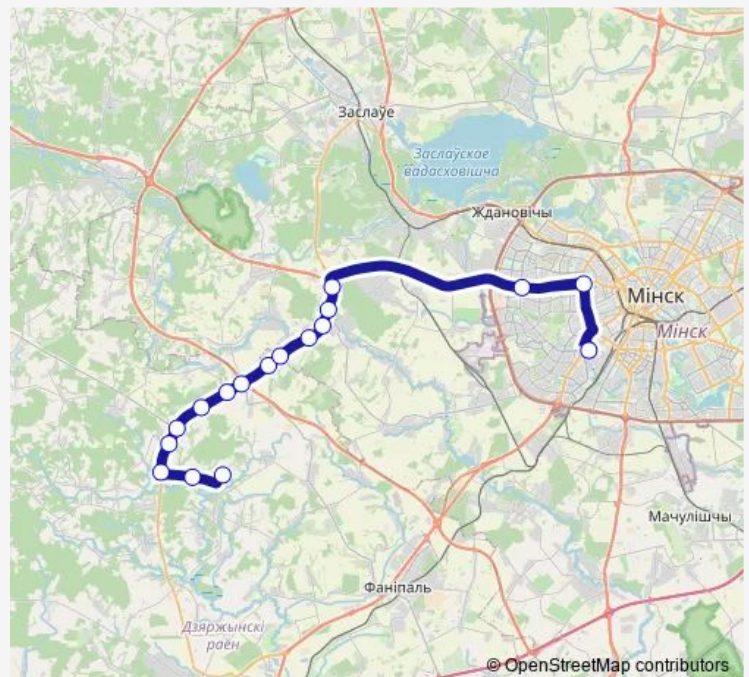 Заслаўе
Заслаўскае
вадасховішча
Ждановічы
Мінск
Мінск
Мачулішчы
Фаніпаль
Дзяржынскі
раён
© OpenStreetMap contributors